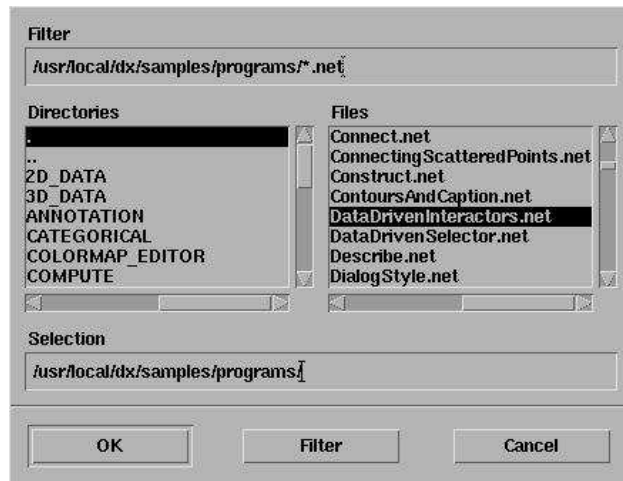 Filter
/usr/local/dx/samples/programs/*.net
Directories
.
..
2D_DATA
3D_DATA
ANNOTATION
CATEGORICAL
COLORMAP_EDITOR
COMPUTE
Files
Connect.net
ConnectingScatteredPoints.net
Construct.net
ContoursAndCaption.net
DataDrivenInteractors.net
DataDrivenSelector.net
Describe.net
DialogStyle.net
Selection
/usr/local/dx/samples/programs/
OK
Filter
Cancel